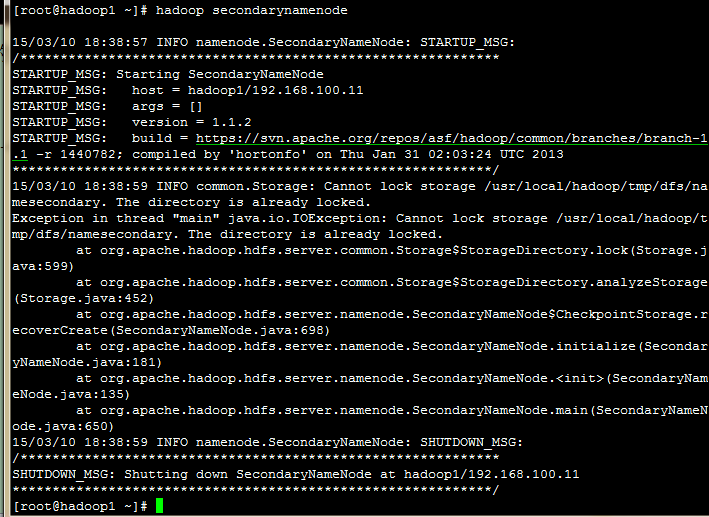 [root@hadoop1 ~]# hadoop secondarynamenode
15/03/10 18:38:57 INFO namenode.SecondaryNameNode: STARTUP_MSG:
/************************************************************
STARTUP_MSG: Starting SecondaryNameNode
STARTUP_MSG:   host = hadoop1/192.168.100.11
STARTUP_MSG:   args = []
STARTUP_MSG:   version = 1.1.2
STARTUP_MSG:   build = https://svn.apache.org/repos/asf/hadoop/common/branches/branch-1
.1 -r 1440782; compiled by 'hortonfo' on Thu Jan 31 02:03:24 UTC 2013
************************************************************/
15/03/10 18:38:59 INFO common.Storage: Cannot lock storage /usr/local/hadoop/tmp/dfs/na
mesecondary. The directory is already locked.
Exception in thread "main" java.io.IOException: Cannot lock storage /usr/local/hadoop/t
mp/dfs/namesecondary. The directory is already locked.
        at org.apache.hadoop.hdfs.server.common.Storage$StorageDirectory.lock(Storage.j
ava:599)
        at org.apache.hadoop.hdfs.server.common.Storage$StorageDirectory.analyzeStorage
(Storage.java:452)
        at org.apache.hadoop.hdfs.server.namenode.SecondaryNameNode$CheckpointStorage.r
ecoverCreate(SecondaryNameNode.java:698)
        at org.apache.hadoop.hdfs.server.namenode.SecondaryNameNode.initialize(Secondar
yNameNode.java:181)
        at org.apache.hadoop.hdfs.server.namenode.SecondaryNameNode.<init>(SecondaryNam
eNode.java:135)
        at org.apache.hadoop.hdfs.server.namenode.SecondaryNameNode.main(SecondaryNameN
ode.java:650)
15/03/10 18:38:59 INFO namenode.SecondaryNameNode: SHUTDOWN_MSG:
/************************************************************
SHUTDOWN_MSG: Shutting down SecondaryNameNode at hadoop1/192.168.100.11
************************************************************/
[root@hadoop1 ~]#